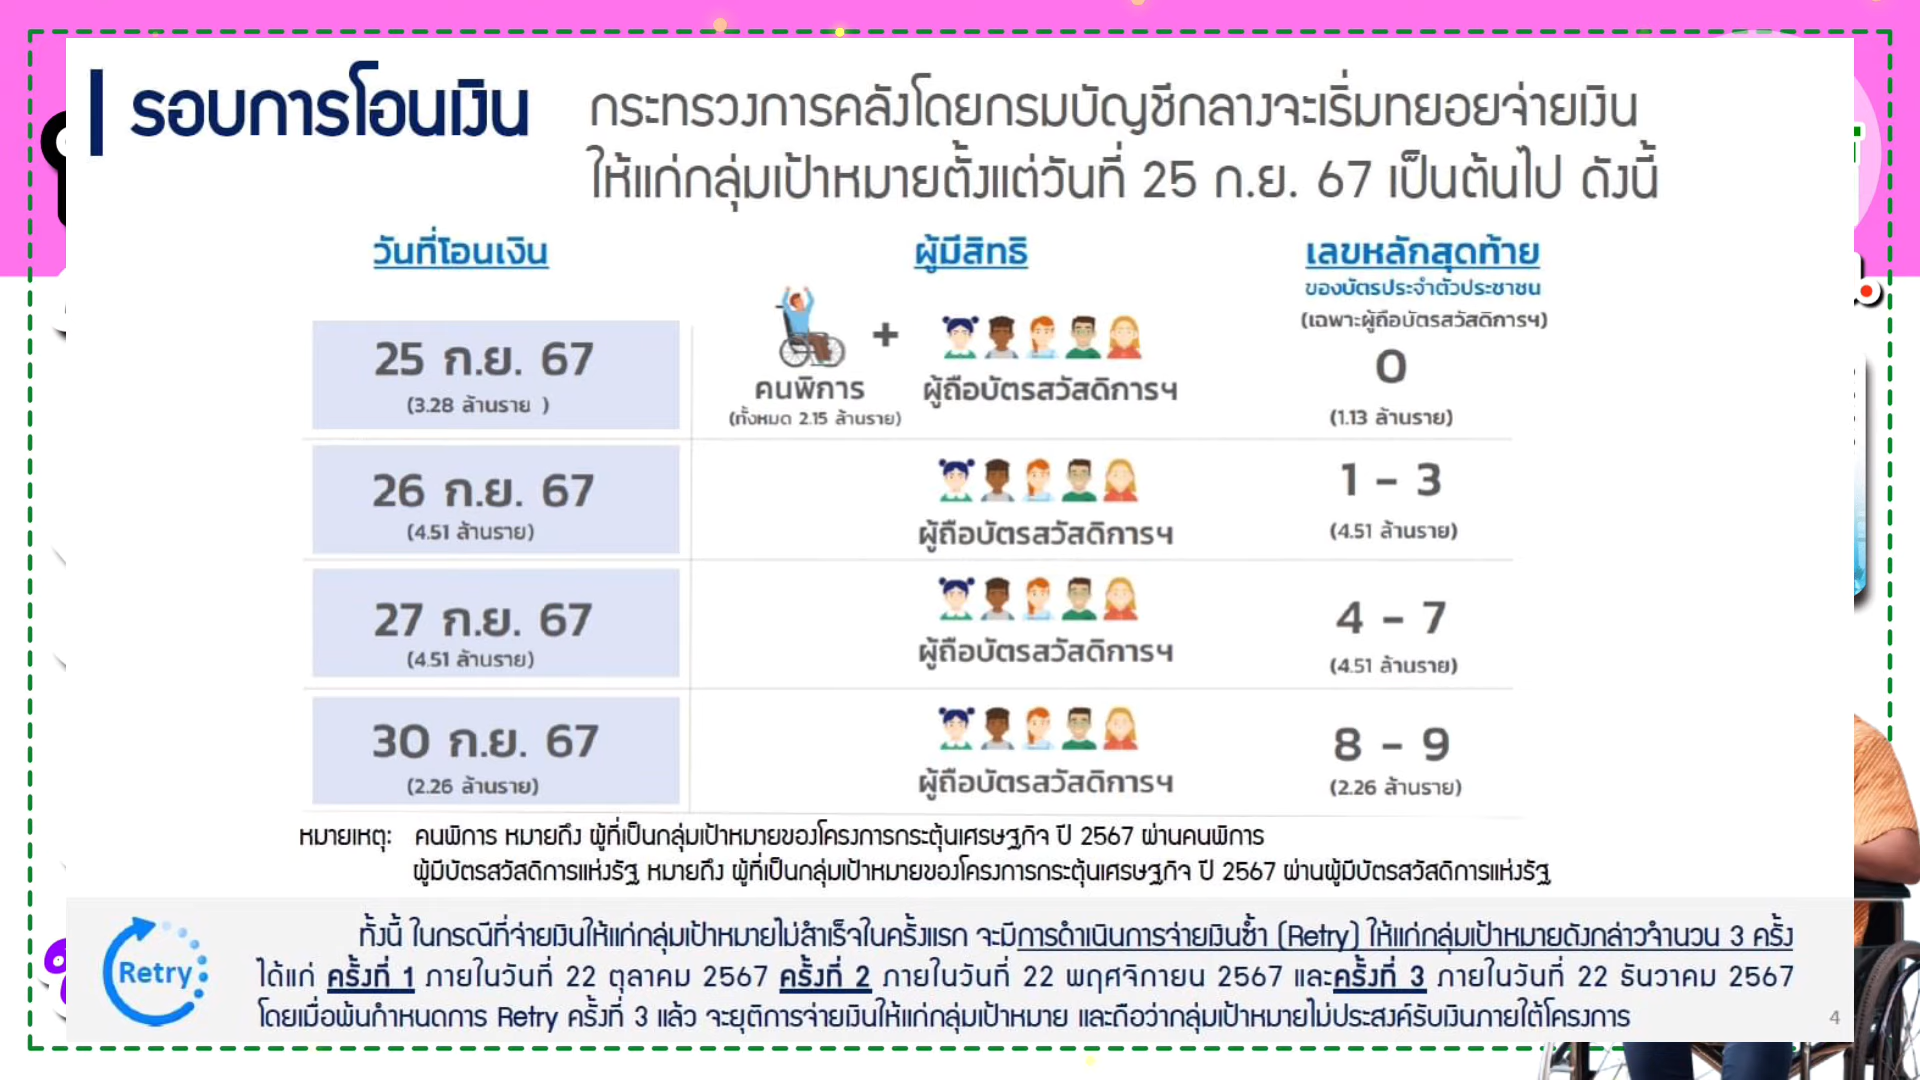 รอบการโอนเงิน
กระทรวงการคลังโดยกรมบัญชีกลางจะเริ่มทยอยจ่ายเงิน
ให้แก่กลุ่มเป้าหมายตั้งแต่วันที่ 25 ก.ย. 67 เป็นต้นไป ดังนี้
วันที่โอนเงิน
ผู้มีสิทธิ
เลขหลักสุดท้าย
ของบัตรประจำตัวประชาชน
(เฉพาะผู้ถือบัตรสวัสดิการฯ)
25 ก.ย. 67
(3.28 ล้านราย )
+
คนพิการ
(ทั้งหมด 2.15 ล้านราย)
ผู้ถือบัตรสวัสดิการฯ
0
(1.13 ล้านราย)
26 ก.ย. 67
(4.51 ล้านราย)
ผู้ถือบัตรสวัสดิการฯ
1 - 3
(4.51 ล้านราย)
27 ก.ย. 67
(4.51 ล้านราย)
ผู้ถือบัตรสวัสดิการฯ
4 - 7
(4.51 ล้านราย)
30 ก.ย. 67
(2.26 ล้านราย)
ผู้ถือบัตรสวัสดิการฯ
8 - 9
(2.26 ล้านราย)
หมายเหตุ: คนพิการ หมายถึง ผู้ที่เป็นกลุ่มเป้าหมายของโครงการกระตุ้นเศรษฐกิจ ปี 2567 ผ่านคนพิการ
ผู้มีบัตรสวัสดิการแห่งรัฐ หมายถึง ผู้ที่เป็นกลุ่มเป้าหมายของโครงการกระตุ้นเศรษฐกิจ ปี 2567 ผ่านผู้มีบัตรสวัสดิการแห่งรัฐ
Retry
ทั้งนี้ ในกรณีที่จ่ายเงินให้แก่กลุ่มเป้าหมายไม่สำเร็จในครั้งแรก จะมีการดำเนินการจ่ายเงินซ้ำ (Retry) ให้แก่กลุ่มเป้าหมายดังกล่าวจำนวน 3 ครั้ง
ได้แก่ ครั้งที่ 1 ภายในวันที่ 22 ตุลาคม 2567 ครั้งที่ 2 ภายในวันที่ 22 พฤศจิกายน 2567 และครั้งที่ 3 ภายในวันที่ 22 ธันวาคม 2567
โดยเมื่อพ้นกำหนดการ Retry ครั้งที่ 3 แล้ว จะยุติการจ่ายเงินให้แก่กลุ่มเป้าหมาย และถือว่ากลุ่มเป้าหมายไม่ประสงค์รับเงินภายใต้โครงการ
4